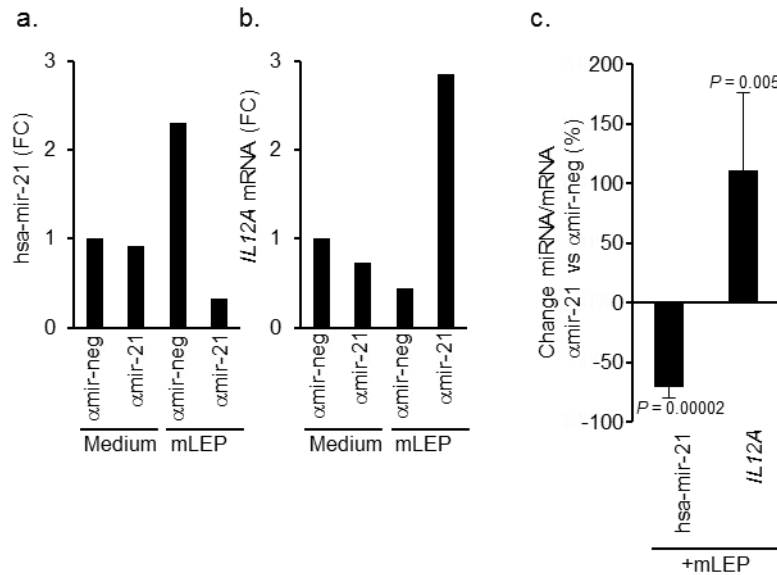 a.
3
2
1
0
hsa-mir-21 (FC)
αmir-neg
αmir-21
αmir-neg
αmir-21
Medium
mLEP
b.
3
2
1
0
IL12A mRNA (FC)
αmir-neg
αmir-21
αmir-neg
αmir-21
Medium
mLEP
c.
200
150
100
50
0
-50
-100
Change miRNA/mRNA
αmir-21 vs αmir-neg (%)
P = 0.005
P = 0.00002
hsa-mir-21
IL12A
+mLEP